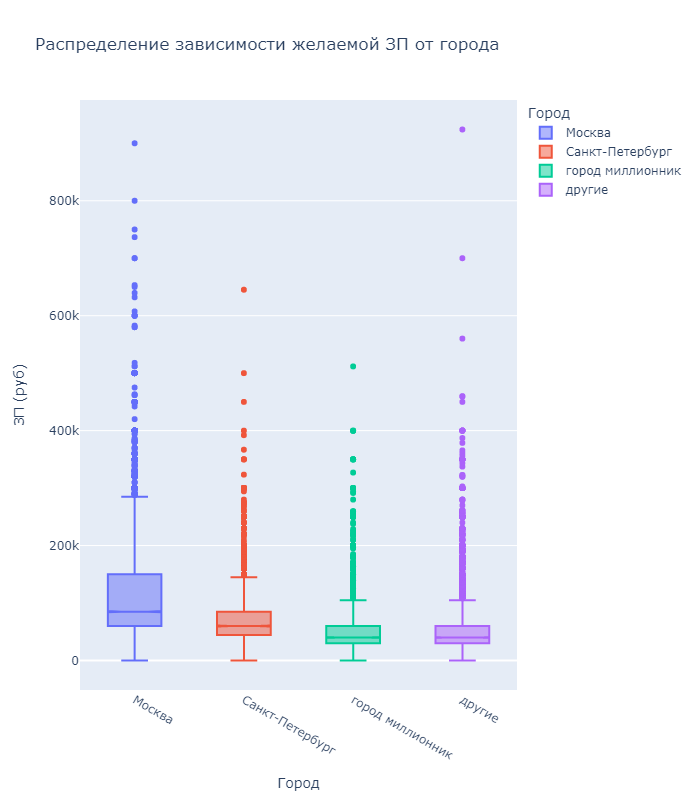 Распределение зависимости желаемой ЗП от города
Город
Москва
Санкт-Петербург
город миллионник
другие
800k
600k
400k
200k
0
ЗП (руб)
Москва
Санкт-Петербург
город миллионник
другие
Город